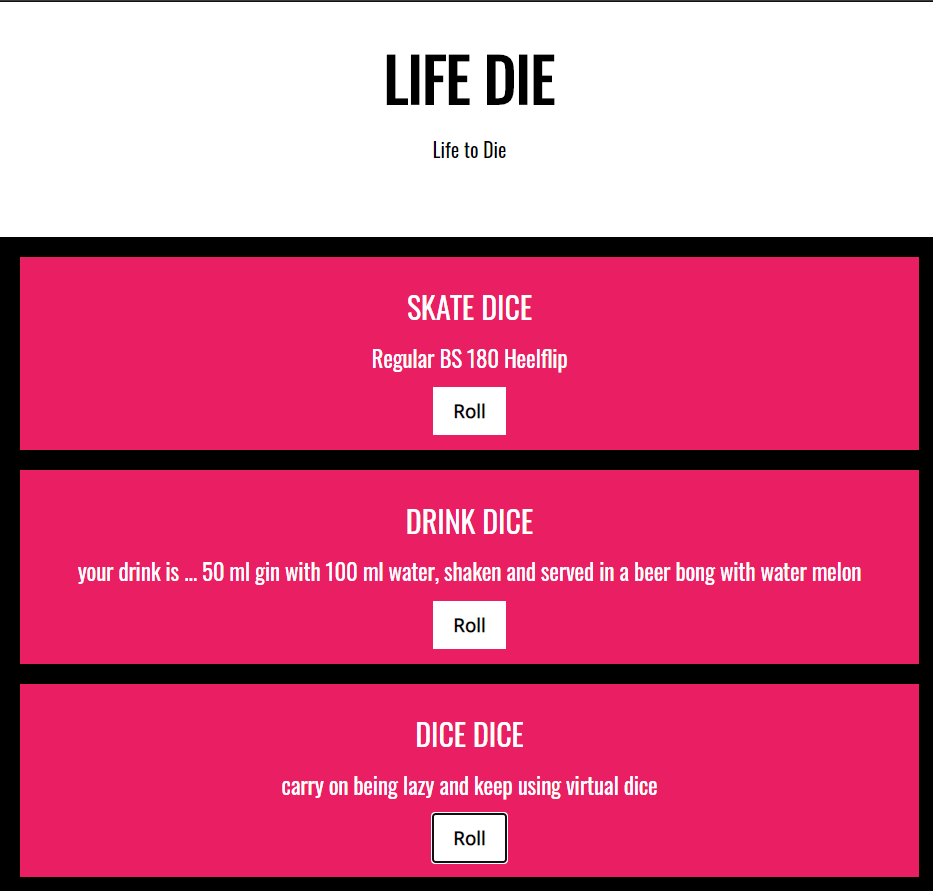 LIFE DIE
Life to Die
SKATE DICE
Regular BS 180 Heelflip
Roll
DRINK DICE
your drink is ... 50 ml gin with 100 ml water, shaken and served in a beer bong with water melon
Roll
DICE DICE
carry on being lazy and keep using virtual dice
Roll